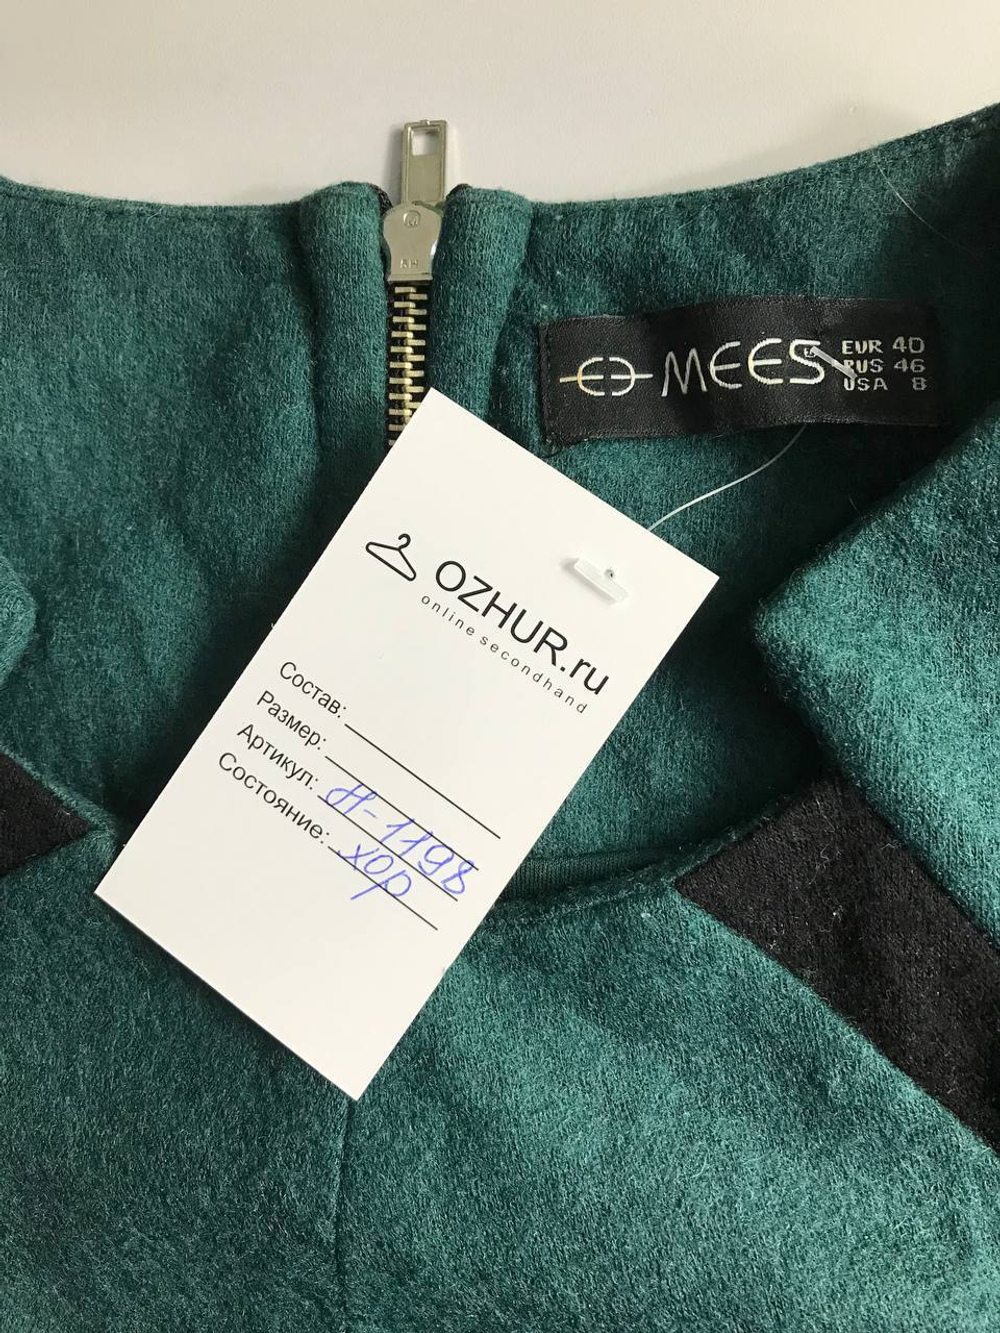 MEES
EUR 40
RUS 46
USA 8
OZHUR.ru
online secondhand
Состав:
Размер:
Артикул: Н-1198
Состояние: хор